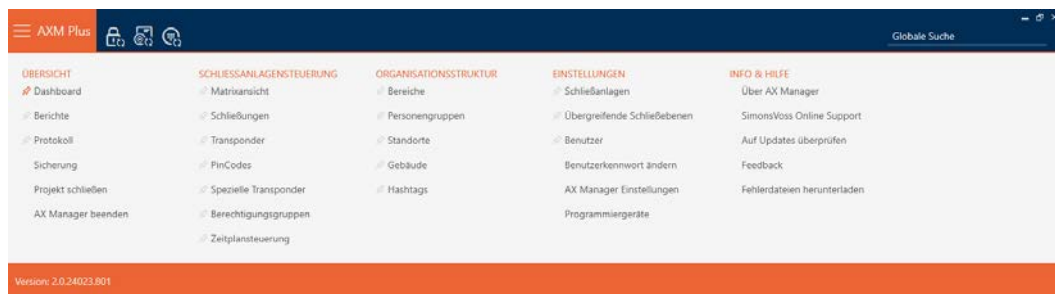 AXM Plus
Globale Suche
ÜBERSICHT
Dashboard
Berichte
Protokoll
Sicherung
Projekt schließen
AX Manager beenden
SCHLIESSANLAGENSTEUERUNG
Matrixansicht
Schließungen
Transponder
PinCodes
Spezielle Transponder
Berechtigungsgruppen
Zeitplansteuerung
ORGANISATIONSSTRUKTUR
Bereiche
Personengruppen
Standorte
Gebäude
Hashtags
EINSTELLUNGEN
Schließanlagen
Übergreifende Schließebenen
Benutzer
Benutzerkennwort ändern
AX Manager Einstellungen
Programmiergeräte
INFO & HILFE
Über AX Manager
SimonsVoss Online Support
Auf Updates überprüfen
Feedback
Fehlerdateien herunterladen
Version: 2.0.24023.801